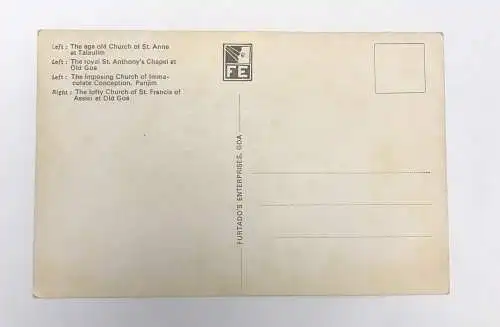 Left : The age old Church of St. Anne
at Talaulim
Left : The royal St. Anthony's Chapel at
Old Goa
Left : The imposing Church of Imma-
culate Conception, Panjim
Right : The lofty Church of St. Francis of
Assisi at Old Goa
FE
FURTADO'S ENTERPRISES, GOA